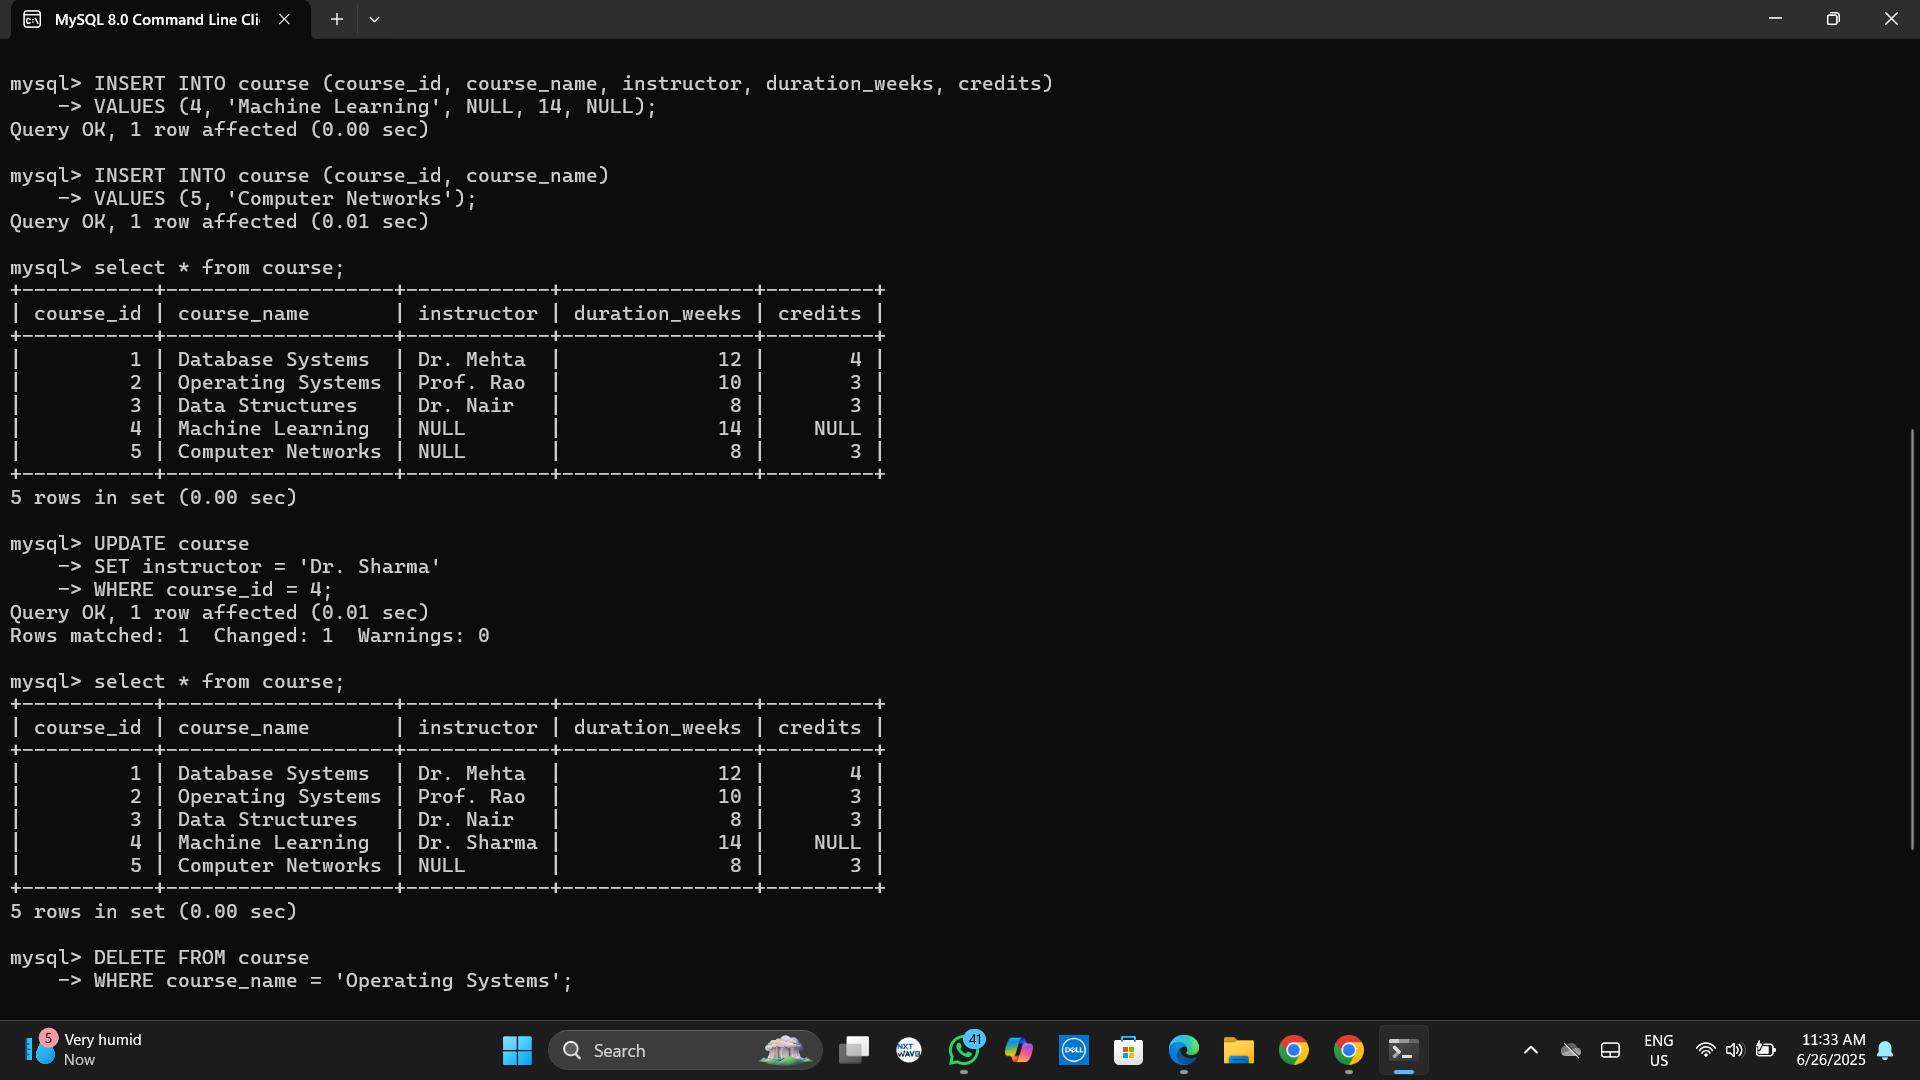 MySQL 8.0 Command Line Cli
mysql> INSERT INTO course (course_id, course_name, instructor, duration_weeks, credits)
    -> VALUES (4, 'Machine Learning', NULL, 14, NULL);
Query OK, 1 row affected (0.00 sec)
mysql> INSERT INTO course (course_id, course_name)
    -> VALUES (5, 'Computer Networks');
Query OK, 1 row affected (0.01 sec)
mysql> select * from course;
+-----------+-------------------+------------+----------------+---------+
| course_id | course_name       | instructor | duration_weeks | credits |
+-----------+-------------------+------------+----------------+---------+
|         1 | Database Systems  | Dr. Mehta  |             12 |       4 |
|         2 | Operating Systems | Prof. Rao  |             10 |       3 |
|         3 | Data Structures   | Dr. Nair   |              8 |       3 |
|         4 | Machine Learning  | NULL       |             14 |    NULL |
|         5 | Computer Networks | NULL       |              8 |       3 |
+-----------+-------------------+------------+----------------+---------+
5 rows in set (0.00 sec)
mysql> UPDATE course
    -> SET instructor = 'Dr. Sharma'
    -> WHERE course_id = 4;
Query OK, 1 row affected (0.01 sec)
Rows matched: 1  Changed: 1  Warnings: 0
mysql> select * from course;
+-----------+-------------------+------------+----------------+---------+
| course_id | course_name       | instructor | duration_weeks | credits |
+-----------+-------------------+------------+----------------+---------+
|         1 | Database Systems  | Dr. Mehta  |             12 |       4 |
|         2 | Operating Systems | Prof. Rao  |             10 |       3 |
|         3 | Data Structures   | Dr. Nair   |              8 |       3 |
|         4 | Machine Learning  | Dr. Sharma |             14 |    NULL |
|         5 | Computer Networks | NULL       |              8 |       3 |
+-----------+-------------------+------------+----------------+---------+
5 rows in set (0.00 sec)
mysql> DELETE FROM course
    -> WHERE course_name = 'Operating Systems';
5
Very humid
Now
Search
NXT WAVE
41
DELL
ENG
US
11:33 AM
6/26/2025